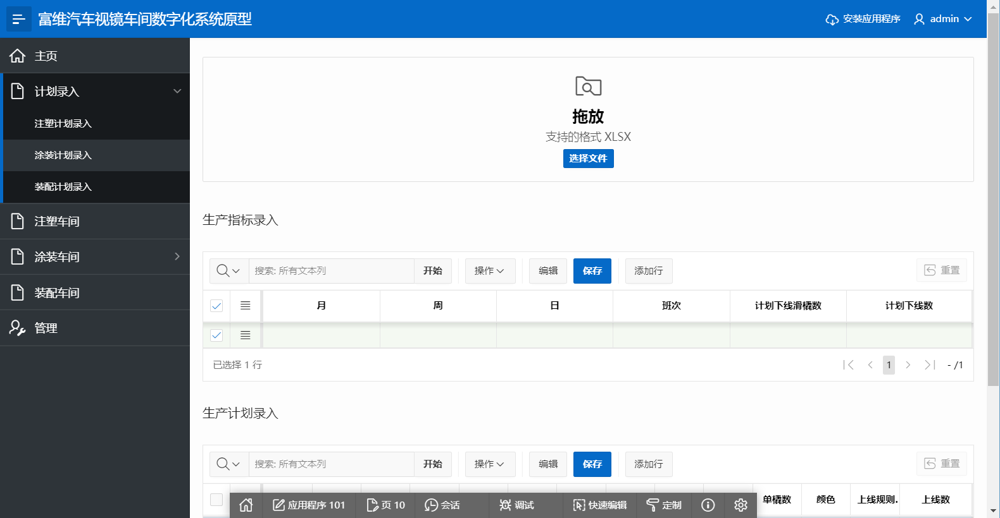 富维汽车视镜车间数字化系统原型
安装应用程序
admin
主页
计划录入
注塑计划录入
涂装计划录入
装配计划录入
注塑车间
涂装车间
装配车间
管理
拖放
支持的格式 XLSX
选择文件
生产指标录入
搜索: 所有文本列 开始 操作 编辑 保存 添加行 重置
月 周 日 班次 计划下线滑橇数 计划下线数
已选择 1 行
1 - /1
生产计划录入
搜索: 所有文本列 开始 操作 编辑 保存 添加行 重置
单橇数 颜色 上线规则. 上线数
应用程序 101 页 10 会话 调试 快速编辑 定制